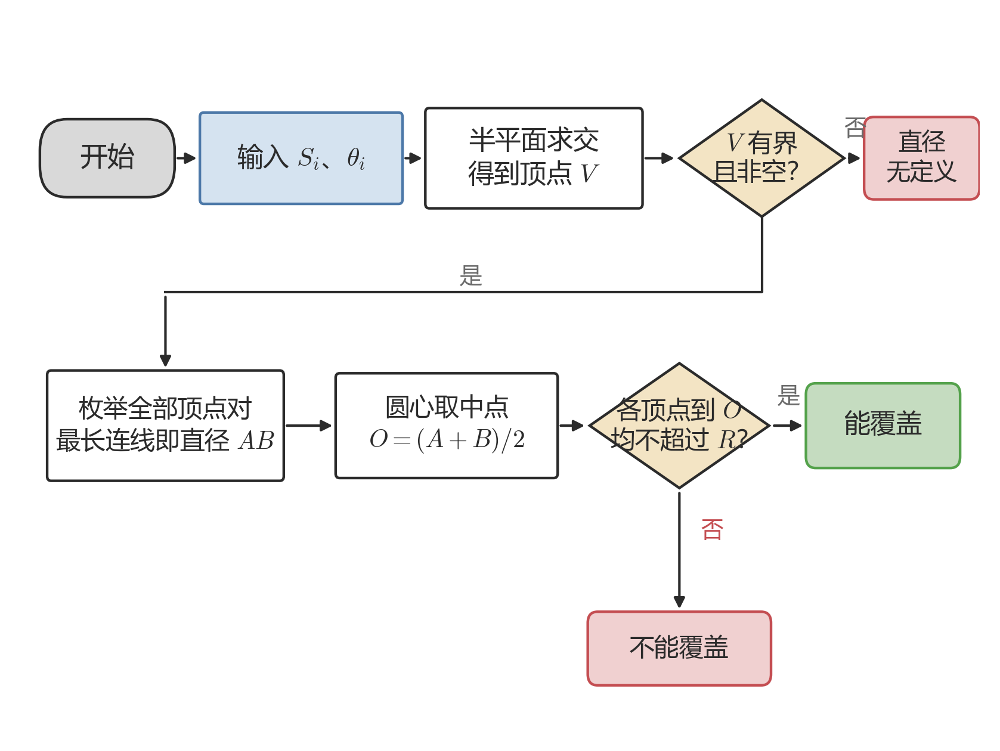 开始
输入 $S_i$、$\theta_i$
半平面求交
得到顶点 $V$
$V$ 有界
且非空?
否
直径
无定义
是
枚举全部顶点对
最长连线即直径 $AB$
圆心取中点
$O = (A + B)/2$
各顶点到 $O$
均不超过 $R$?
是
能覆盖
否
不能覆盖